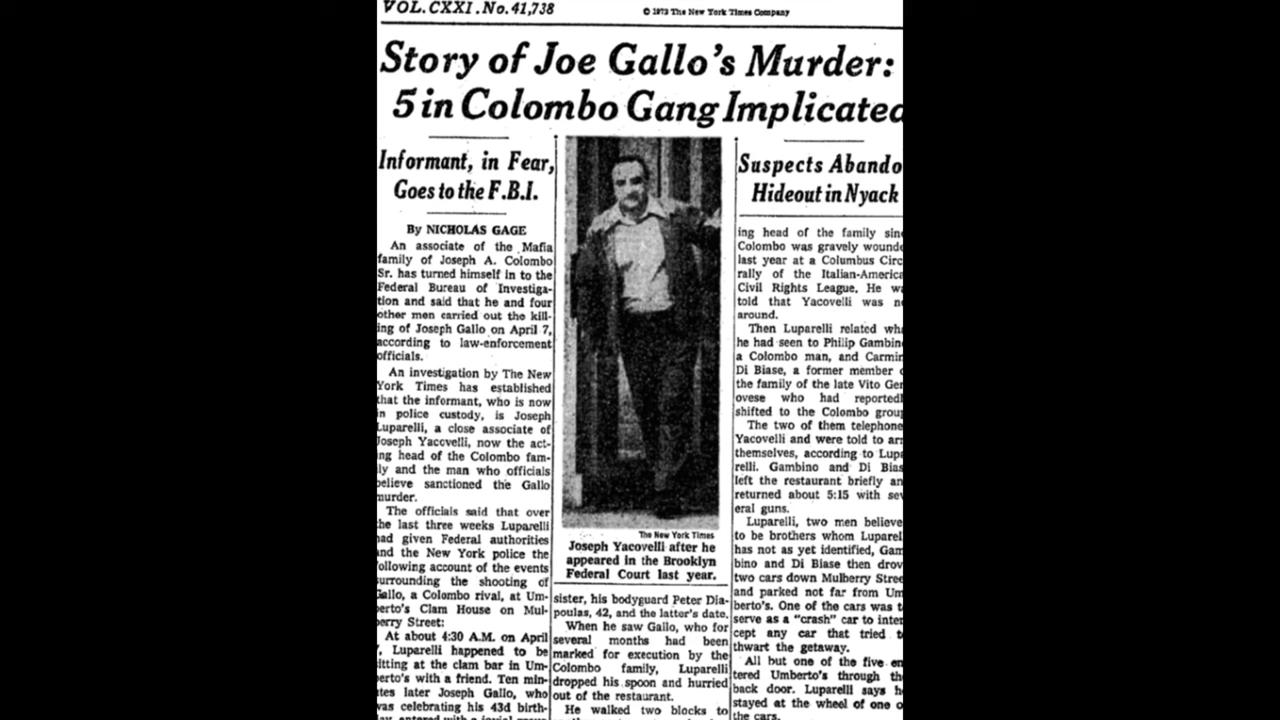 VOL. CXXI. No. 41,738
© 1972 The New York Times Company
Story of Joe Gallo's Murder:
5 in Colombo Gang Implicated
Informant, in Fear,
Goes to the F.B.I.
By NICHOLAS GAGE
An associate of the Mafia
family of Joseph A. Colombo
Sr. has turned himself in to the
Federal Bureau of Investiga-
tion and said that he and four
other men carried out the kill-
ing of Joseph Gallo on April 7,
according to law-enforcement
officials.
An investigation by The New
York Times has established
that the informant, who is now
in police custody, is Joseph
Luparelli, a close associate of
Joseph Yacovelli, now the act-
ng head of the Colombo fam-
ly and the man who officials
believe sanctioned the Gallo
murder.
The officials said that over
the last three weeks Luparelli
had given Federal authorities
and the New York police the
following account of the events
surrounding the shooting of
Gallo, a Colombo rival, at Um-
berto's Clam House on Mul-
berry Street:
At about 4:30 A.M. on April
, Luparelli happened to be
itting at the clam bar in Um-
berto's with a friend. Ten min-
utes later Joseph Gallo, who
was celebrating his 43d birth-
day, entered with a jovial group
The New York Times
Joseph Yacovelli after he
appeared in the Brooklyn
Federal Court last year.
sister, his bodyguard Peter Dia-
poulas, 42, and the latter's date.
When he saw Gallo, who for
several months had been
marked for execution by the
Colombo family, Luparelli
dropped his spoon and hurried
out of the restaurant.
He walked two blocks to
Suspects Abando
Hideout in Nyack
ing head of the family sinc
Colombo was gravely wounde
last year at a Columbus Circ
rally of the Italian-America
Civil Rights League. He wa
told that Yacovelli was n
around.
Then Luparelli related wha
he had seen to Philip Gambin
a Colombo man, and Carmin
Di Biase, a former member o
the family of the late Vito Gen
ovese who had reportedl
shifted to the Colombo group
The two of them telephone
Yacovelli and were told to arr
themselves, according to Lupa
relli. Gambino and Di Bias
left the restaurant briefly an
returned about 5:15 with sev
eral guns.
Luparelli, two men believe
to be brothers whom Luparel
has not as yet identified, Gam
bino and Di Biase then drov
two cars down Mulberry Stree
and parked not far from Um
berto's. One of the cars was t
serve as a "crash" car to inter
cept any car that tried t
thwart the getaway.
All but one of the five en
tered Umberto's through th
back door. Luparelli says h
stayed at the wheel of one o
the cars.